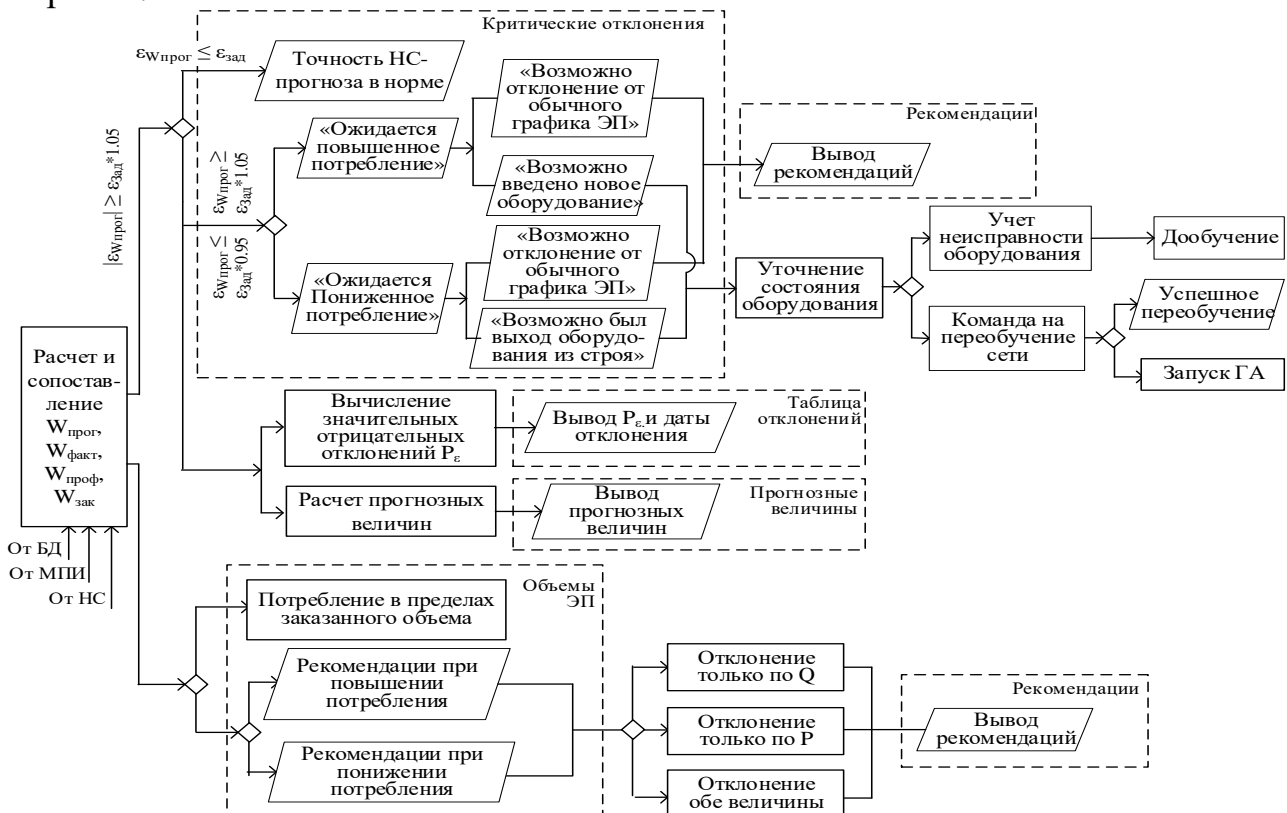 Критические отклонения
εWпрог ≤ εзад
Точность НС-
прогноза в норме
«Возможно
отклонение от
обычного
графика ЭП»
«Ожидается
повышенное
потребление»
«Возможно
введено новое
оборудование»
|εWпрог| ≥ εЗад*1.05
εWпрог ≥
εЗад*1.05
εWпрог ≤
εЗад*0.95
«Ожидается
Пониженное
потребление»
«Возможно
отклонение от
обычного
графика ЭП»
«Возможно был
выход оборудо-
вания из строя»
Рекомендации
Вывод
рекомендаций
Уточнение
состояния
оборудования
Учет
неисправности
оборудования
Дообучение
Команда на
переобучение
сети
Успешное
переобучение
Запуск ГА
Расчет и
сопостав-
ление
Wпрог,
Wфакт,
Wпроф,
Wзак
От БД
От МПИ
От НС
Вычисление
значительных
отрицательных
отклонений Pε
Таблица
отклонений
Вывод Pε и даты
отклонения
Расчет прогнозных
величин
Прогнозные
величины
Вывод
прогнозных
величин
Объемы
ЭП
Потребление в пределах
заказанного объема
Рекомендации при
повышении
потребления
Рекомендации при
понижении
потребления
Отклонение
только по Q
Отклонение
только по P
Отклонение
обе величины
Рекомендации
Вывод
рекомендаций